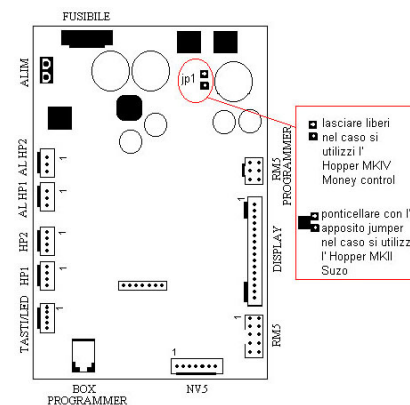 FUSIBILE
ALIM
jp1
AL HP2
1
AL HP1
1
HP2
1
HP1
1
TASTI/LED
1
RM5
PROGRAMMER
1
DISPLAY
1
RM5
1
BOX
PROGRAMMER
NV5
lasciare liberi
nel caso si
utilizzi l'
Hopper MKIV
Money control
ponticellare con l'
apposito jumper
nel caso si utilizz
l' Hopper MKII
Suzo